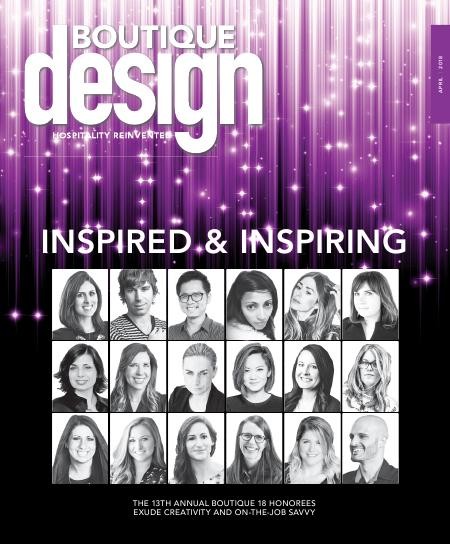 BOUTIQUE
design
HOSPITALITY REINVENTED
APRIL 2018
INSPIRED & INSPIRING
THE 13TH ANNUAL BOUTIQUE 18 HONOREES
EXUDE CREATIVITY AND ON-THE-JOB SAVVY